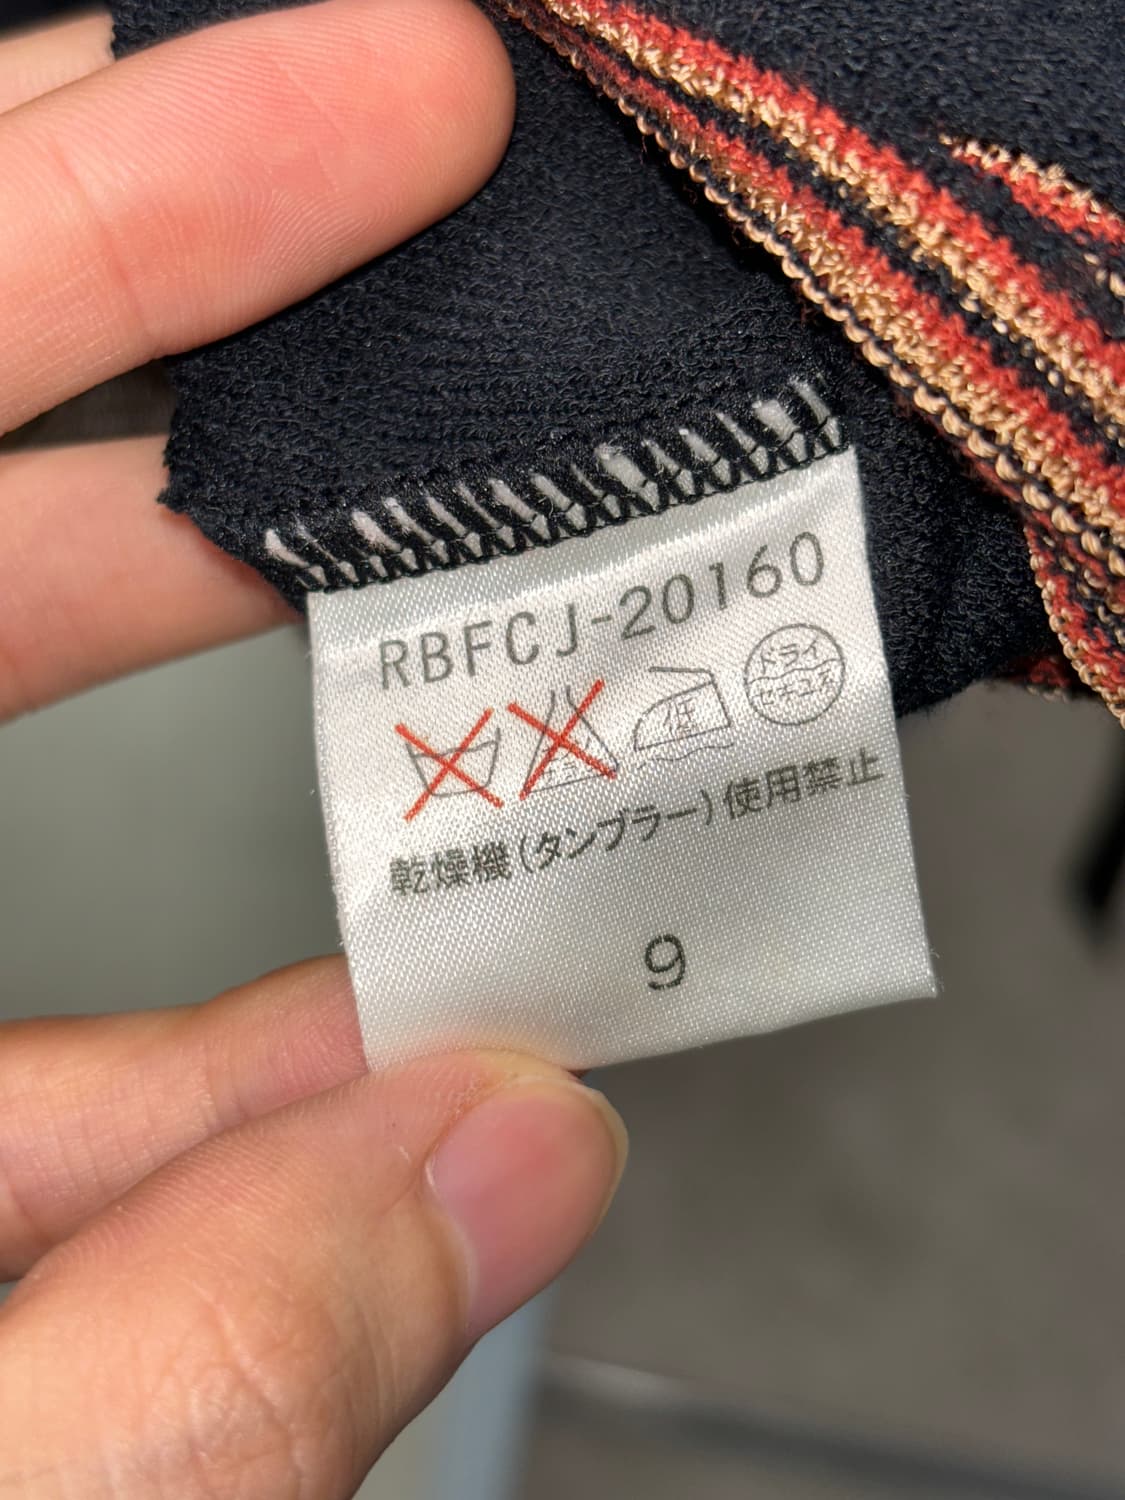 RBFCJ-20160
低 ドライ セキユ系
乾燥機(タンブラー)使用禁止
9